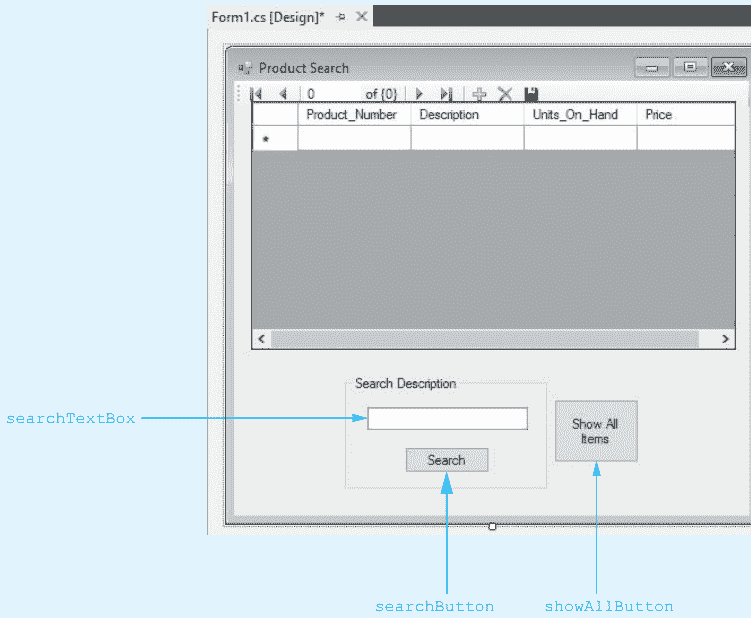 Form1.cs [Design]*
Product Search
0 of {0}
Product_Number Description Units_On_Hand Price
*
Search Description
searchTextBox
Show All
Items
Search
searchButton showAllButton